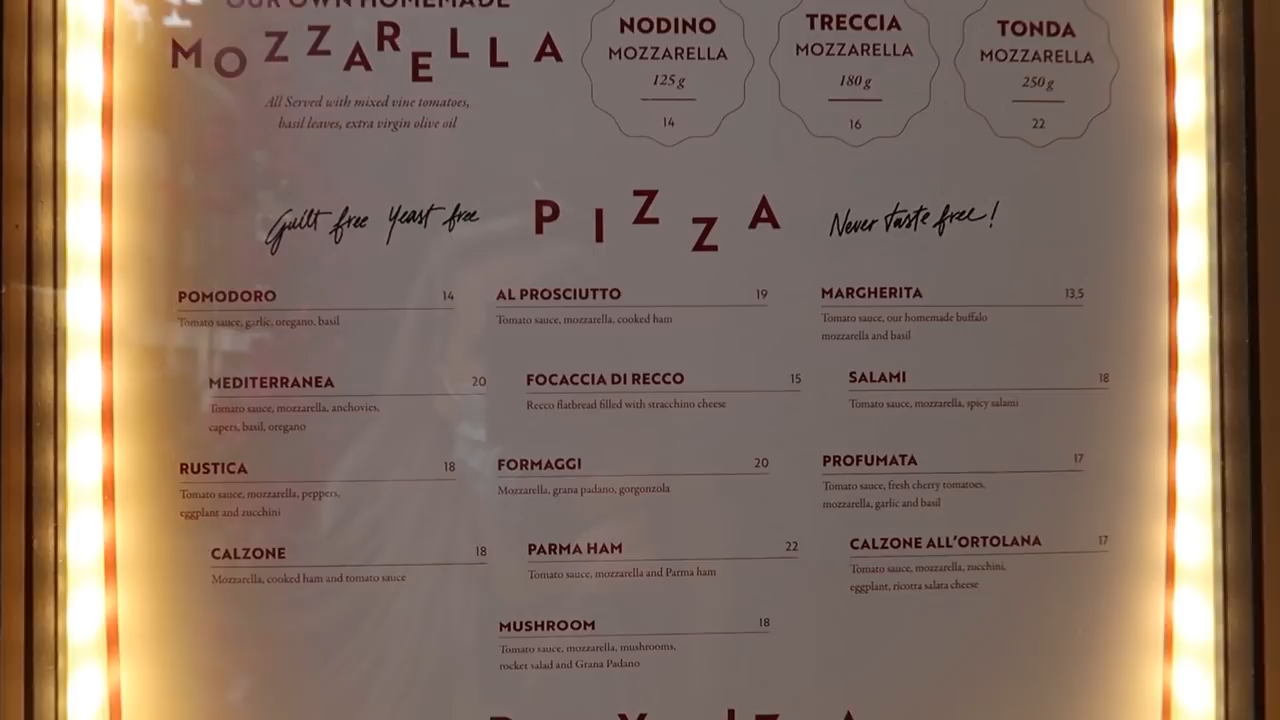 OUR OWN HOMEMADE
MOZZARELLA
All Served with mixed vine tomatoes,
basil leaves, extra virgin olive oil
NODINO
MOZZARELLA
125 g
14
TRECCIA
MOZZARELLA
180 g
16
TONDA
MOZZARELLA
250 g
22
Guilt free Yeast free
PIZZA
Never taste free!
POMODORO 14
Tomato sauce, garlic, oregano, basil
AL PROSCIUTTO 19
Tomato sauce, mozzarella, cooked ham
MARGHERITA 13,5
Tomato sauce, our homemade buffalo
mozzarella and basil
MEDITERRANEA 20
Tomato sauce, mozzarella, anchovies,
capers, basil, oregano
FOCACCIA DI RECCO 15
Recco flatbread filled with stracchino cheese
SALAMI 18
Tomato sauce, mozzarella, spicy salami
RUSTICA 18
Tomato sauce, mozzarella, peppers,
eggplant and zucchini
FORMAGGI 20
Mozzarella, grana padano, gorgonzola
PROFUMATA 17
Tomato sauce, fresh cherry tomatoes,
mozzarella, garlic and basil
CALZONE 18
Mozzarella, cooked ham and tomato sauce
PARMA HAM 22
Tomato sauce, mozzarella and Parma ham
CALZONE ALL'ORTOLANA 17
Tomato sauce, mozzarella, zucchini,
eggplant, ricotta salata cheese
MUSHROOM 18
Tomato sauce, mozzarella, mushrooms,
rocket salad and Grana Padano